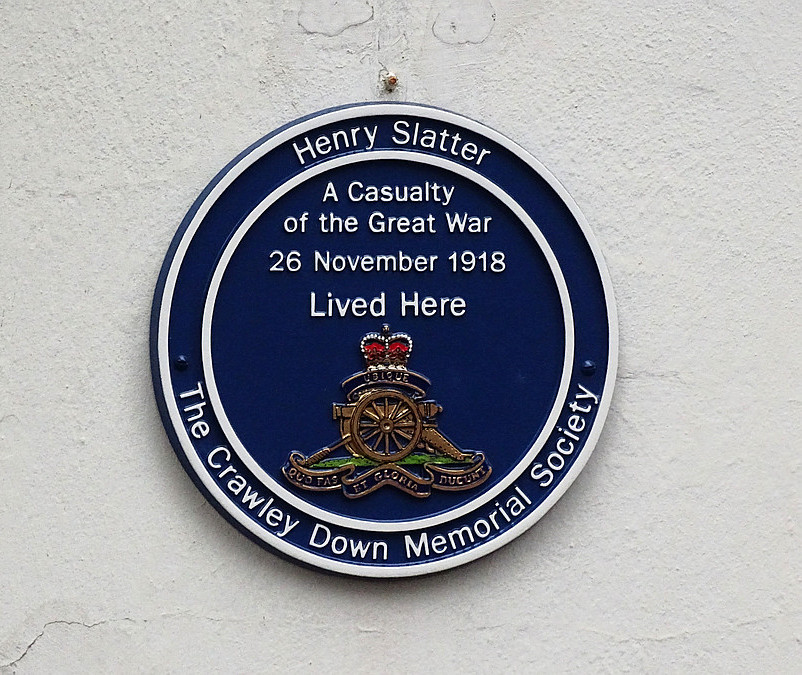 Henry Slatter
A Casualty
of the Great War
26 November 1918
Lived Here
UBIQUE
QUO FAS
ET GLORIA
DUCUNT
The Crawley Down Memorial Society